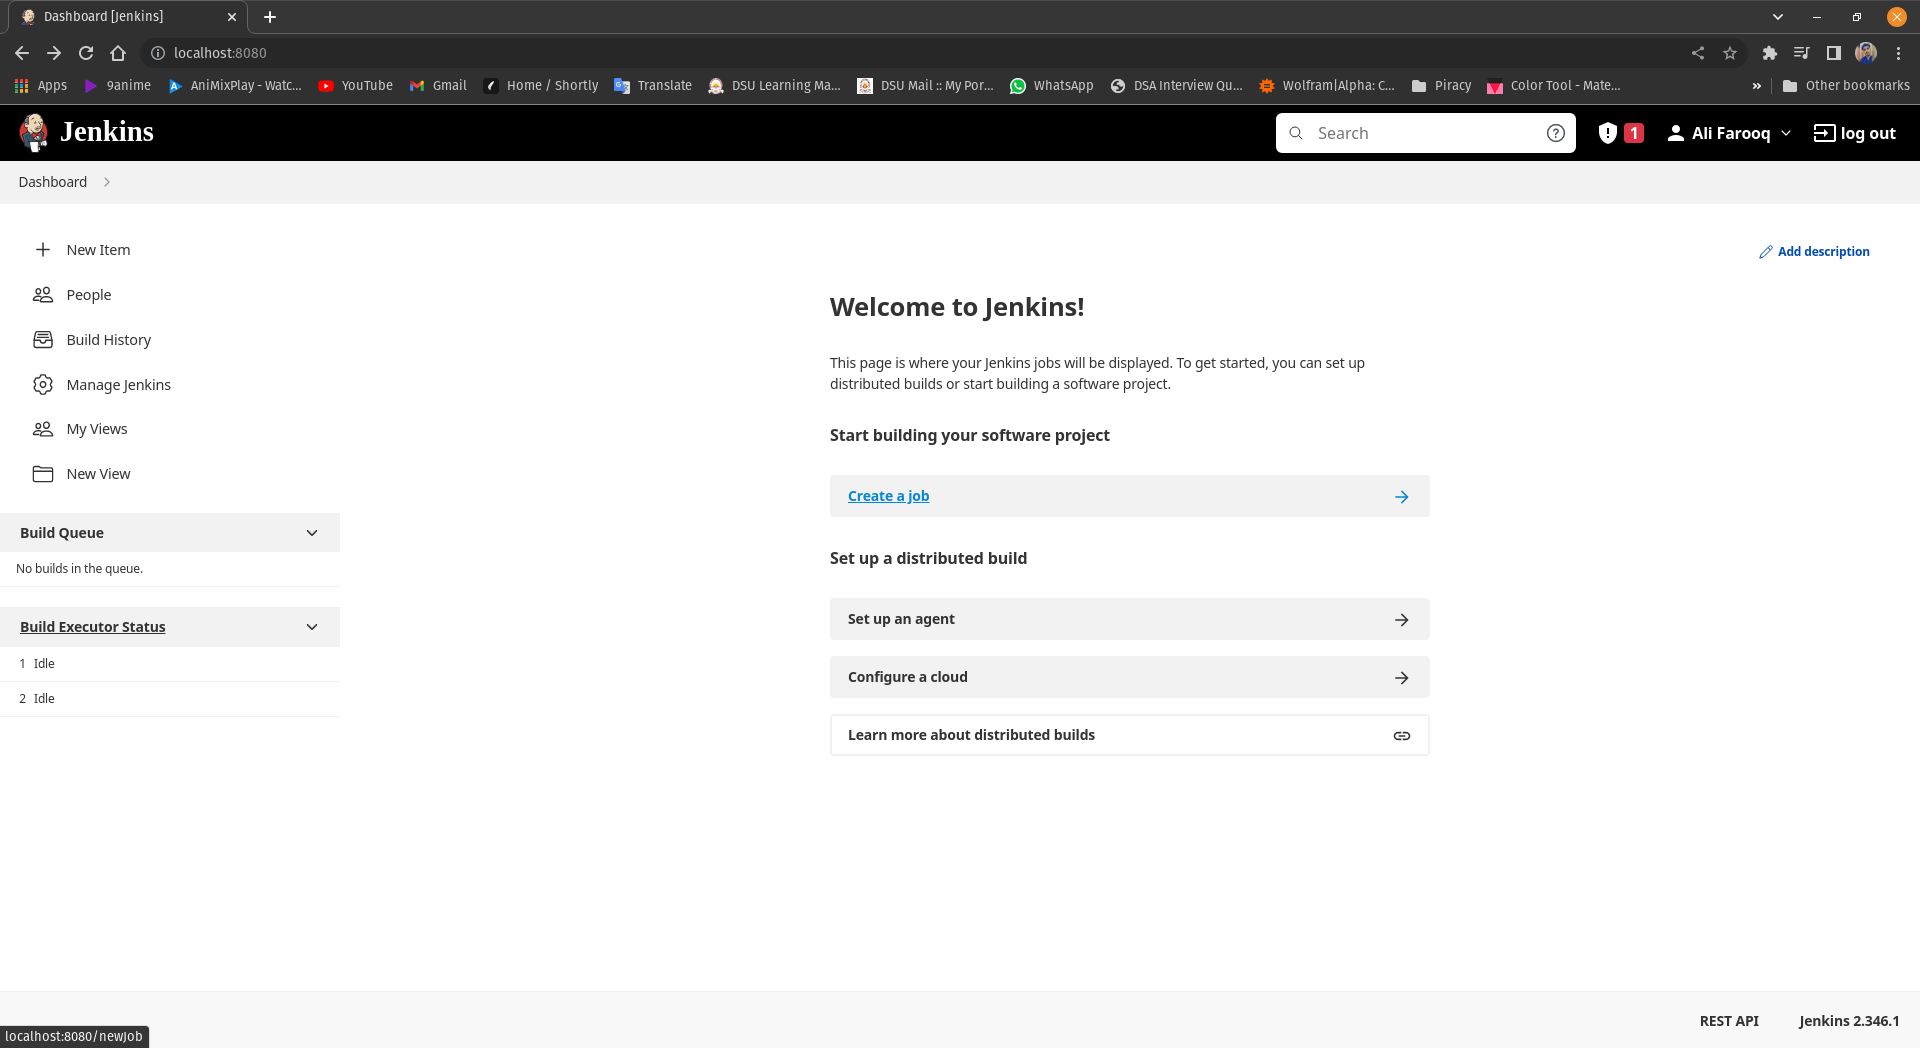 Dashboard [Jenkins]
localhost:8080
Apps 9anime AniMixPlay - Watc... YouTube Gmail Home / Shortly Translate DSU Learning Ma... DSU Mail :: My Por... WhatsApp DSA Interview Qu... Wolfram|Alpha: C... Piracy Color Tool - Mate... » Other bookmarks
Jenkins Search 1 Ali Farooq log out
Dashboard
New Item
People
Build History
Manage Jenkins
My Views
New View
Build Queue
No builds in the queue.
Build Executor Status
1 Idle
2 Idle
Add description
Welcome to Jenkins!
This page is where your Jenkins jobs will be displayed. To get started, you can set up
distributed builds or start building a software project.
Start building your software project
Create a job
Set up a distributed build
Set up an agent
Configure a cloud
Learn more about distributed builds
REST API Jenkins 2.346.1
localhost:8080/newJob